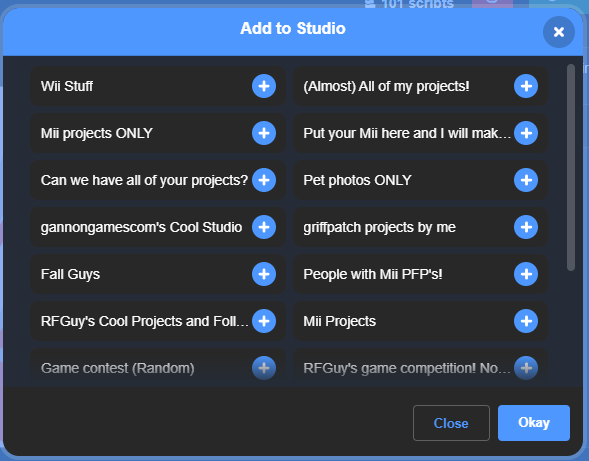 101 scripts
Add to Studio
Wii Stuff
(Almost) All of my projects!
Mii projects ONLY
Put your Mii here and I will mak...
Can we have all of your projects?
Pet photos ONLY
gannongamescom's Cool Studio
griffpatch projects by me
Fall Guys
People with Mii PFP's!
RFGuy's Cool Projects and Foll...
Mii Projects
Game contest (Random)
RFGuy's game competition! No...
Close
Okay